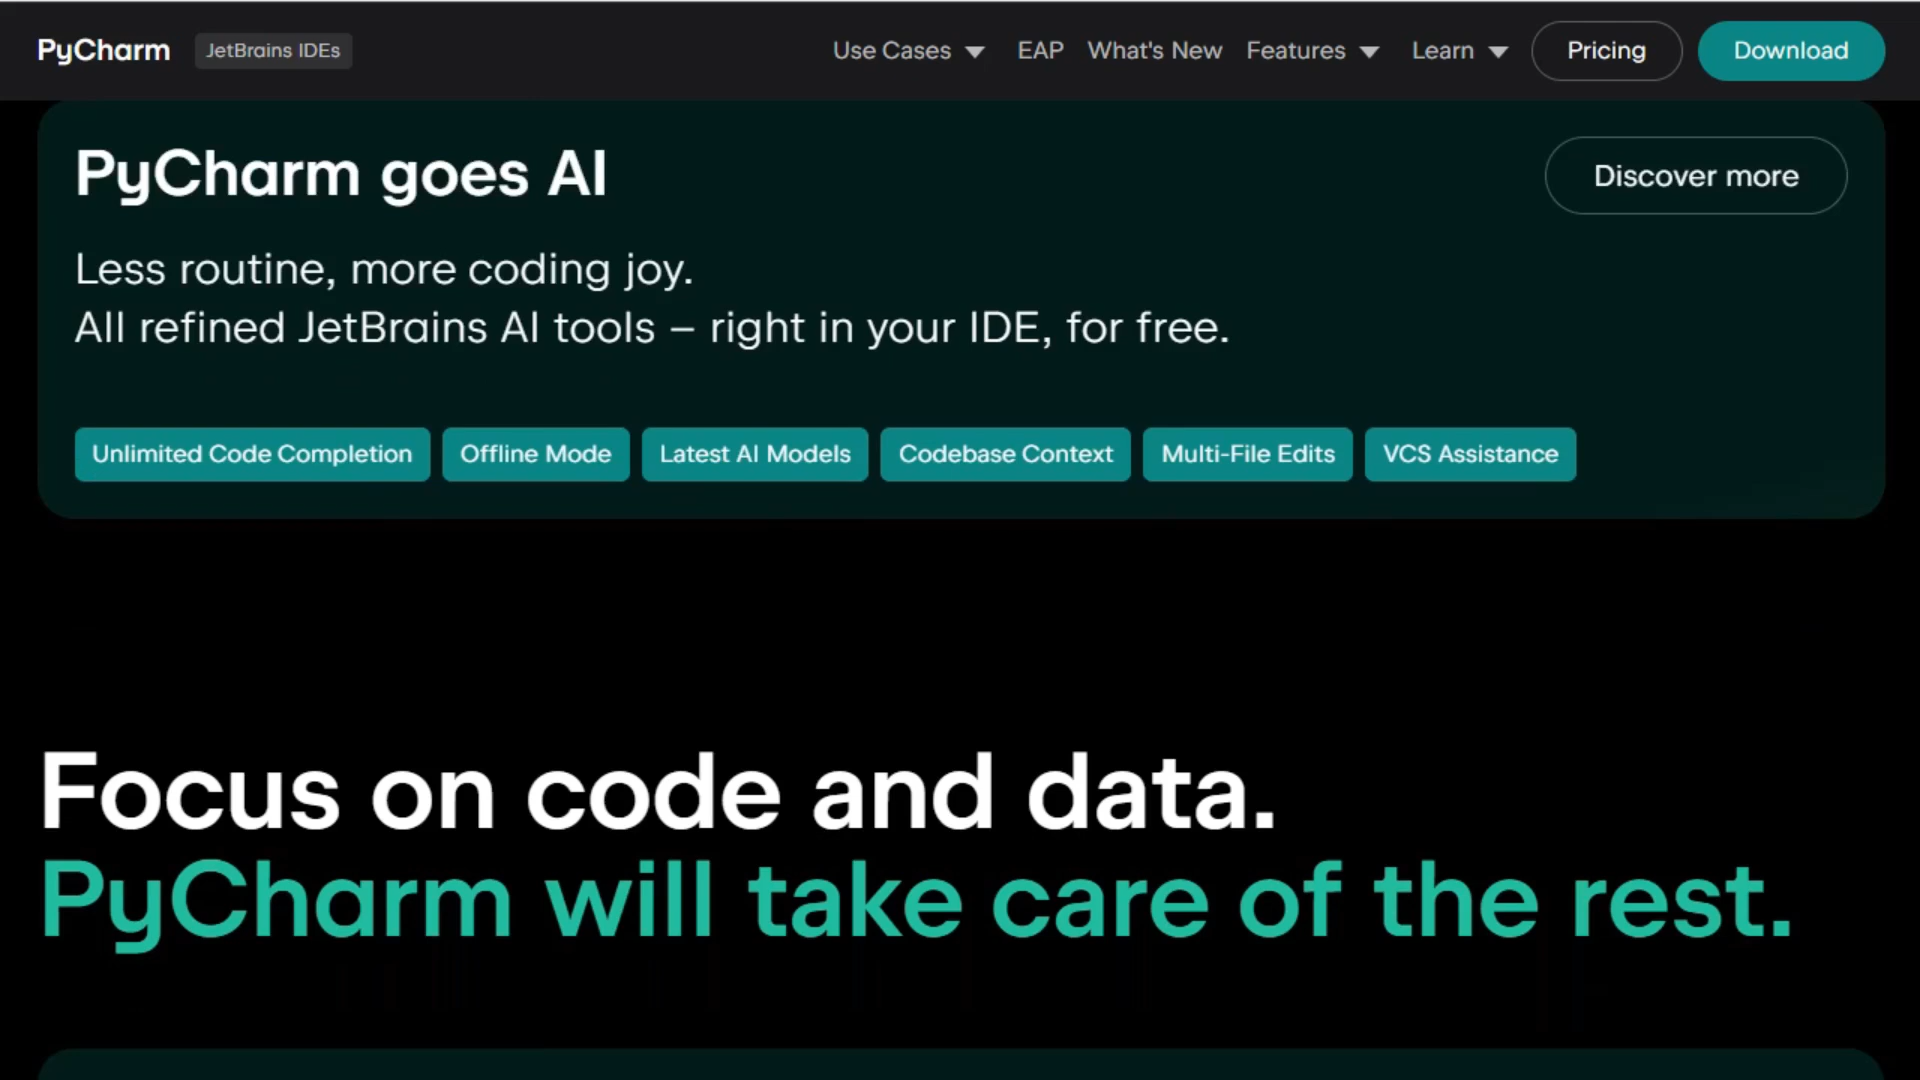 PyCharm JetBrains IDEs Use Cases EAP What's New Features Learn Pricing Download
PyCharm goes AI Discover more
Less routine, more coding joy.
All refined JetBrains AI tools – right in your IDE, for free.
Unlimited Code Completion Offline Mode Latest AI Models Codebase Context Multi-File Edits VCS Assistance
Focus on code and data.
PyCharm will take care of the rest.